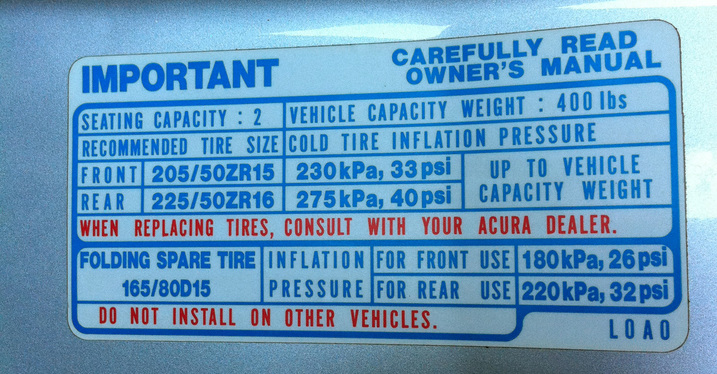 IMPORTANT
CAREFULLY READ
OWNER'S MANUAL
SEATING CAPACITY : 2 VEHICLE CAPACITY WEIGHT : 400 lbs
RECOMMENDED TIRE SIZE COLD TIRE INFLATION PRESSURE
FRONT 205/50ZR15 230kPa, 33psi UP TO VEHICLE
REAR 225/50ZR16 275kPa, 40psi CAPACITY WEIGHT
WHEN REPLACING TIRES, CONSULT WITH YOUR ACURA DEALER.
FOLDING SPARE TIRE INFLATION FOR FRONT USE 180kPa, 26psi
165/80D15 PRESSURE FOR REAR USE 220kPa, 32psi
DO NOT INSTALL ON OTHER VEHICLES.
L0A0